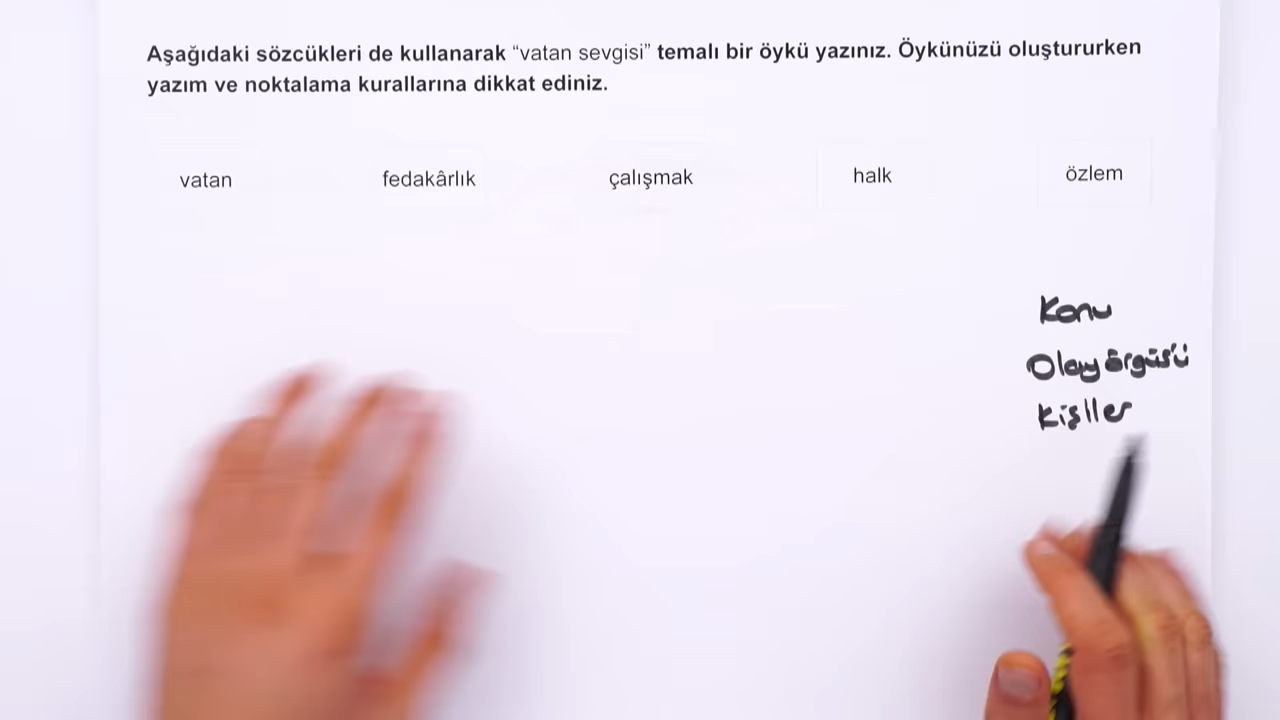 Aşağıdaki sözcükleri de kullanarak “vatan sevgisi” temalı bir öykü yazınız. Öykünüzü oluştururken
yazım ve noktalama kurallarına dikkat ediniz.
vatan fedakârlık çalışmak halk özlem
Konu
Olay örgüsü
Kişller